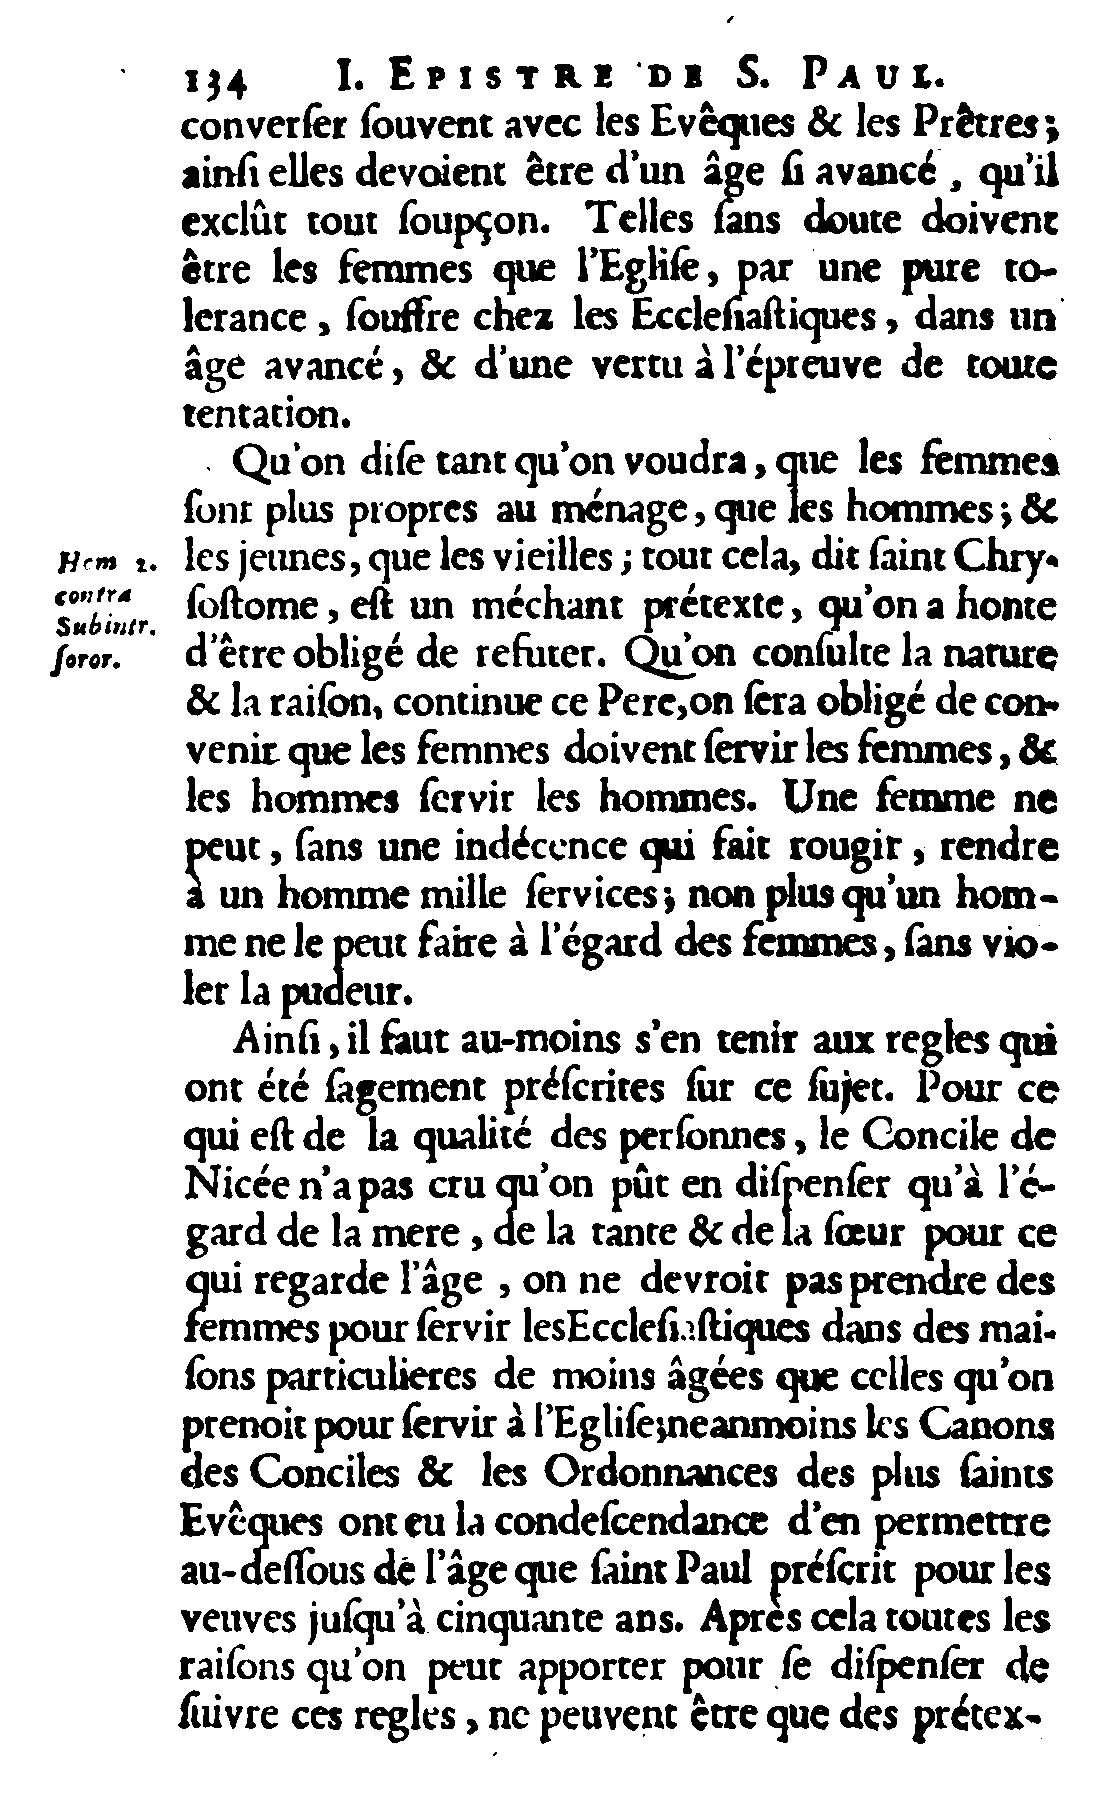 134 I. EPISTRE DE S. PAUL.
converſer ſouvent avec les Evêques & les Prêtres;
ainſi elles devoient être d'un âge ſi avancé, qu'il
exclût tout ſoupçon. Telles ſans doute doivent
être les femmes que l'Egliſe, par une pure to-
lerance, ſouffre chez les Eccleſiaſtiques, dans un
âge avancé, & d'une vertu à l'épreuve de toute
tentation.
Qu'on diſe tant qu'on voudra, que les femmes
ſont plus propres au ménage, que les hommes; &
les jeunes, que les vieilles; tout cela, dit ſaint Chry-
ſoſtome, eſt un méchant prétexte, qu'on a honte
d'être obligé de refuter. Qu'on conſulte la nature
& la raiſon, continue ce Pere, on ſera obligé de con-
venir que les femmes doivent ſervir les femmes, &
les hommes ſervir les hommes. Une femme ne
peut, ſans une indécence qui fait rougir, rendre
à un homme mille ſervices; non plus qu'un hom-
me ne le peut faire à l'égard des femmes, ſans vio-
ler la pudeur.
Ainſi, il faut au-moins s'en tenir aux regles qui
ont été ſagement préſcrites ſur ce ſujet. Pour ce
qui eſt de la qualité des perſonnes, le Concile de
Nicée n'a pas cru qu'on pût en diſpenſer qu'à l'é-
gard de la mere, de la tante & de la ſœur pour ce
qui regarde l'âge, on ne devroit pas prendre des
femmes pour ſervir les Eccleſiaſtiques dans des mai-
ſons particulieres de moins âgées que celles qu'on
prenoit pour ſervir à l'Egliſe; neanmoins les Canons
des Conciles & les Ordonnances des plus ſaints
Evêques ont eu la condeſcendance d'en permettre
au-deſſous de l'âge que ſaint Paul préſcrit pour les
veuves juſqu'à cinquante ans. Après cela toutes les
raiſons qu'on peut apporter pour ſe diſpenſer de
ſuivre ces regles, ne peuvent être que des prétex-
Hom 2.
contra
Subintr.
ſoror.